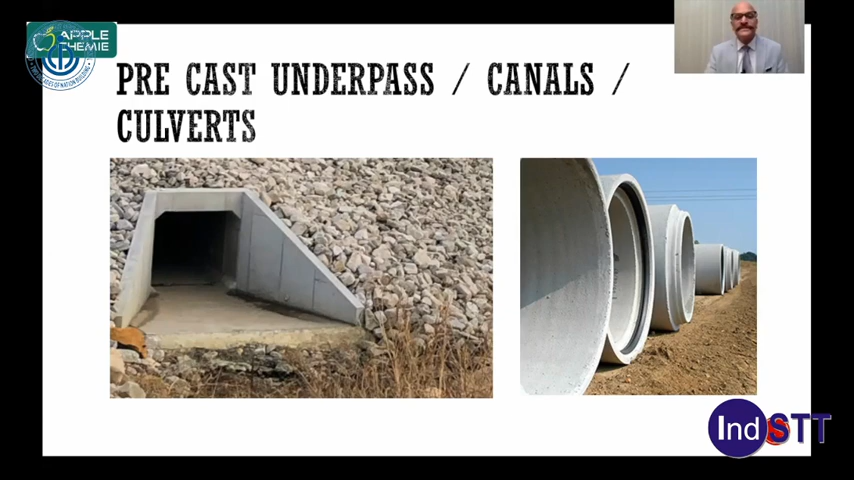 APPLE
CHEMIE
PRE CAST UNDERPASS / CANALS /
CULVERTS
IndSTT